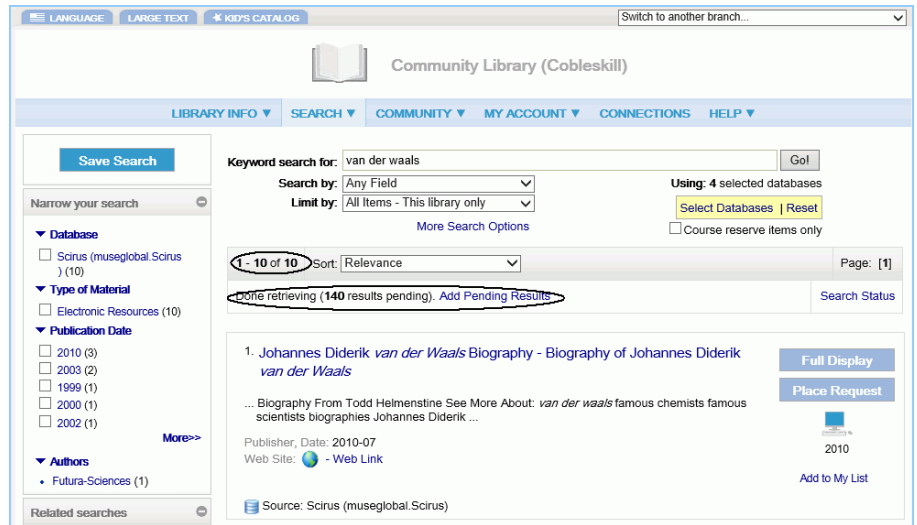 LANGUAGE LARGE TEXT KID'S CATALOG Switch to another branch...
Community Library (Cobleskill)
LIBRARY INFO ▼ SEARCH ▼ COMMUNITY ▼ MY ACCOUNT ▼ CONNECTIONS HELP ▼
Save Search
Narrow your search
▼ Database
Scirus (museglobal.Scirus
) (10)
▼ Type of Material
Electronic Resources (10)
▼ Publication Date
2010 (3)
2003 (2)
1999 (1)
2000 (1)
2002 (1)
More>>
▼ Authors
• Futura-Sciences (1)
Related searches
Keyword search for: van der waals Go!
Search by: Any Field Using: 4 selected databases
Limit by: All Items - This library only Select Databases | Reset
More Search Options Course reserve items only
1 - 10 of 10 Sort: Relevance Page: [1]
Done retrieving (140 results pending). Add Pending Results Search Status
1. Johannes Diderik van der Waals Biography - Biography of Johannes Diderik
van der Waals
... Biography From Todd Helmenstine See More About: van der waals famous chemists famous
scientists biographies Johannes Diderik ...
Publisher, Date: 2010-07
Web Site: - Web Link
Source: Scirus (museglobal.Scirus)
Full Display
Place Request
2010
Add to My List